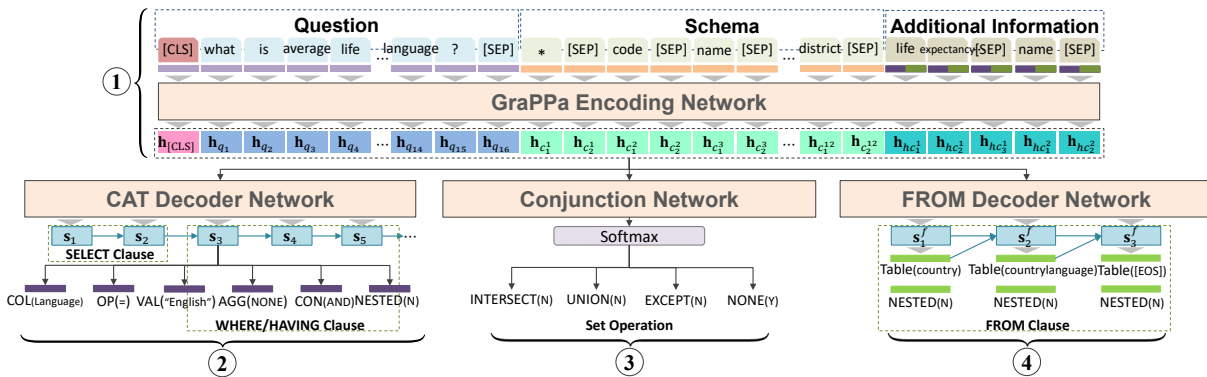 Question Schema Additional Information
[CLS] what is average life ... language ? [SEP] * [SEP] code [SEP] name [SEP] ... district [SEP] life expectancy [SEP] name [SEP]
1
GraPPa Encoding Network
h[CLS] hq1 hq2 hq3 hq4 ... hq14 hq15 hq16 hc₁¹ hc₂¹ hc₁² hc₂² hc₁³ hc₂³ ... hc₁¹² hc₂¹² hhc₁¹ hhc₂¹ hhc₃¹ hhc₁² hhc₂²
CAT Decoder Network Conjunction Network FROM Decoder Network
s₁ s₂ s₃ s₄ s₅ ... Softmax s₁ᶠ s₂ᶠ s₃ᶠ
SELECT Clause
Table(country) Table(countrylanguage) Table([EOS])
COL(Language) OP(=) VAL("English") AGG(NONE) CON(AND) NESTED(N) INTERSECT(N) UNION(N) EXCEPT(N) NONE(Y) NESTED(N) NESTED(N) NESTED(N)
WHERE/HAVING Clause Set Operation FROM Clause
2 3 4